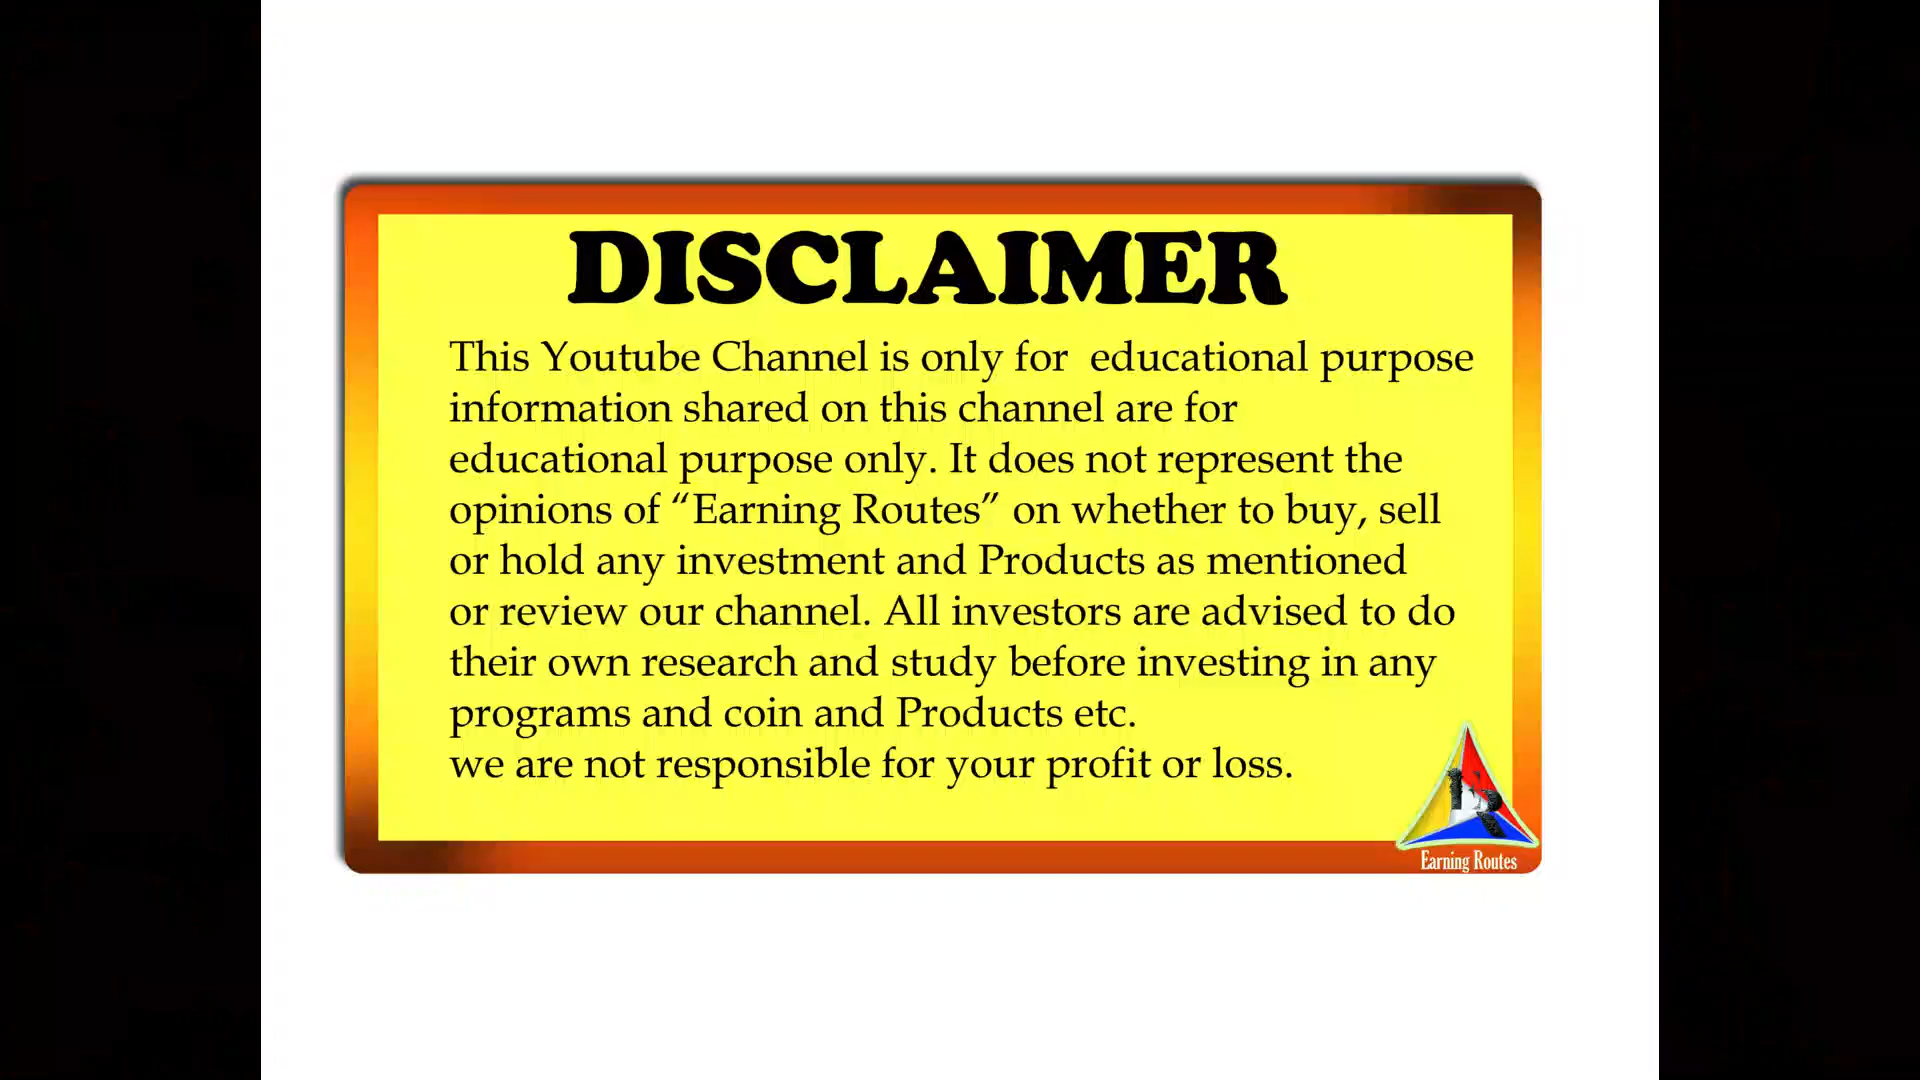 DISCLAIMER
This Youtube Channel is only for educational purpose
information shared on this channel are for
educational purpose only. It does not represent the
opinions of “Earning Routes” on whether to buy, sell
or hold any investment and Products as mentioned
or review our channel. All investors are advised to do
their own research and study before investing in any
programs and coin and Products etc.
we are not responsible for your profit or loss.
Earning Routes